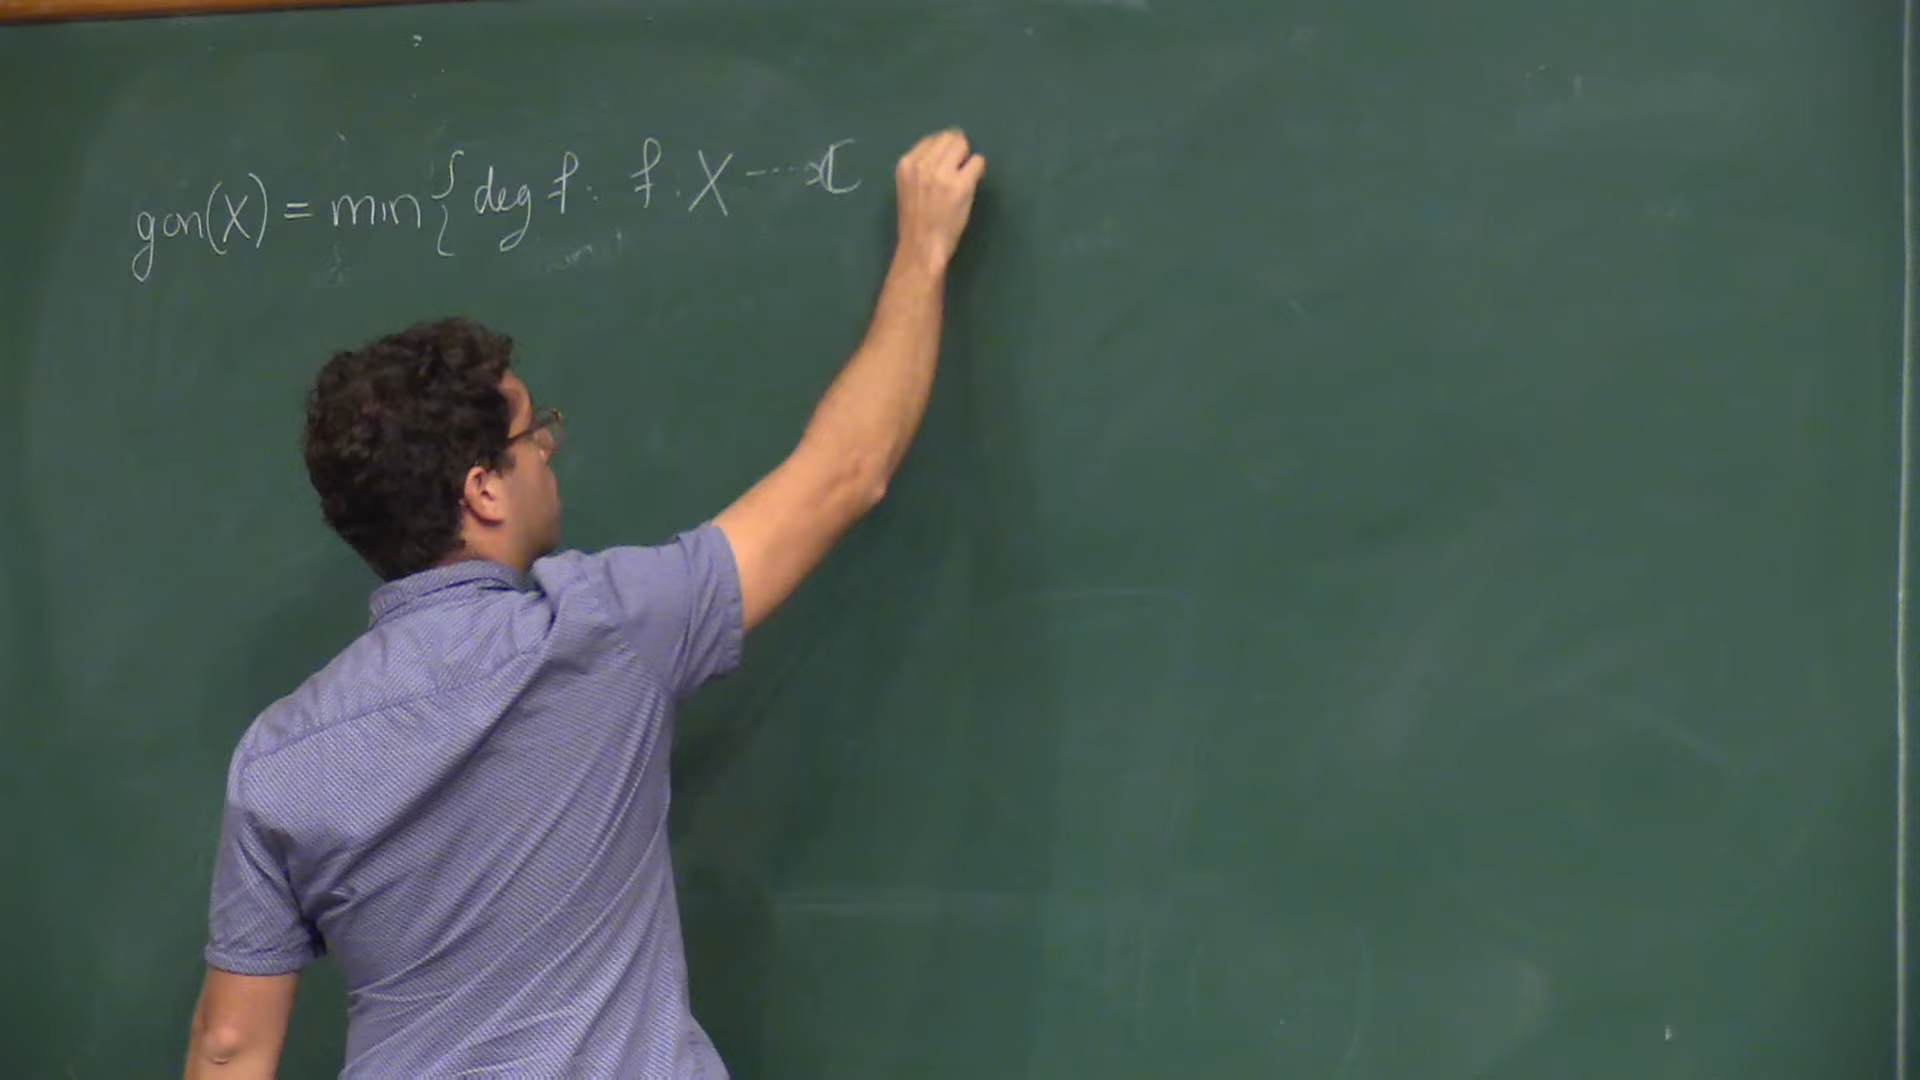 gon(X) = min { deg f : f : X ⇢ C